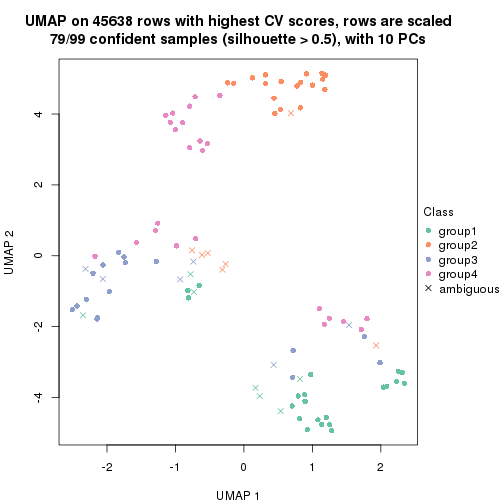 UMAP on 45638 rows with highest CV scores, rows are scaled
79/99 confident samples (silhouette > 0.5), with 10 PCs
UMAP 2
4
2
0
-2
-4
-2
-1
0
1
2
UMAP 1
Class
group1
group2
group3
group4
ambiguous